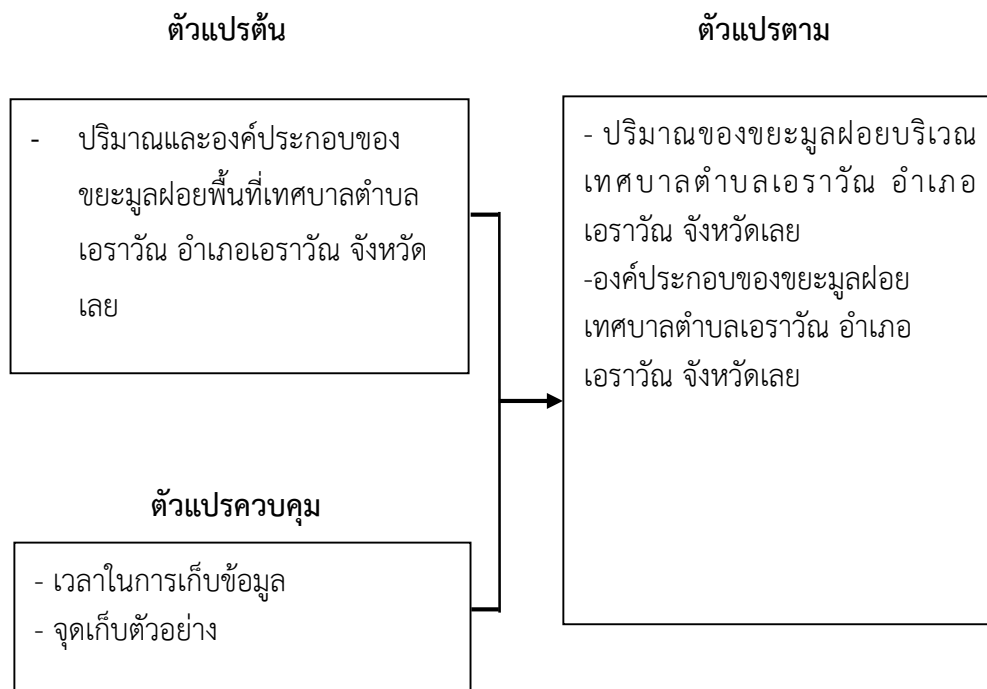 ตัวแปรต้น
ตัวแปรตาม
- ปริมาณและองค์ประกอบของ
ขยะมูลฝอยพื้นที่เทศบาลตำบล
เอราวัณ อำเภอเอราวัณ จังหวัด
เลย
- ปริมาณของขยะมูลฝอยบริเวณ
เทศบาลตำบลเอราวัณ อำเภอ
เอราวัณ จังหวัดเลย
-องค์ประกอบของขยะมูลฝอย
เทศบาลตำบลเอราวัณ อำเภอ
เอราวัณ จังหวัดเลย
ตัวแปรควบคุม
- เวลาในการเก็บข้อมูล
- จุดเก็บตัวอย่าง